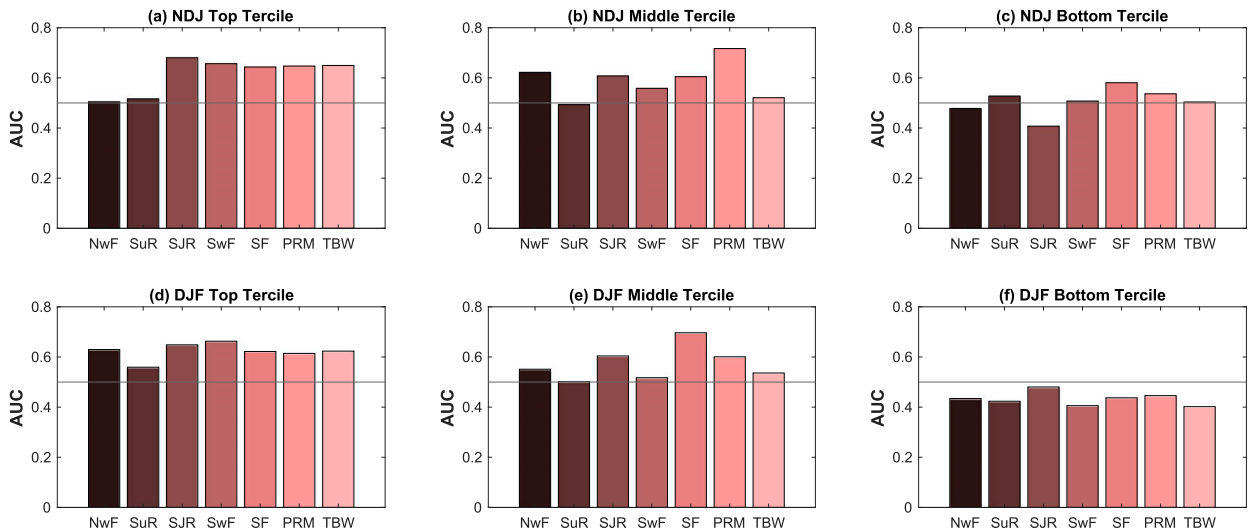 (a) NDJ Top Tercile
(b) NDJ Middle Tercile
(c) NDJ Bottom Tercile
0.8
0.6
0.4
0.2
0
AUC
NwF SuR SJR SwF SF PRM TBW
0.8
0.6
0.4
0.2
0
AUC
NwF SuR SJR SwF SF PRM TBW
0.8
0.6
0.4
0.2
0
AUC
NwF SuR SJR SwF SF PRM TBW
(d) DJF Top Tercile
(e) DJF Middle Tercile
(f) DJF Bottom Tercile
0.8
0.6
0.4
0.2
0
AUC
NwF SuR SJR SwF SF PRM TBW
0.8
0.6
0.4
0.2
0
AUC
NwF SuR SJR SwF SF PRM TBW
0.8
0.6
0.4
0.2
0
AUC
NwF SuR SJR SwF SF PRM TBW